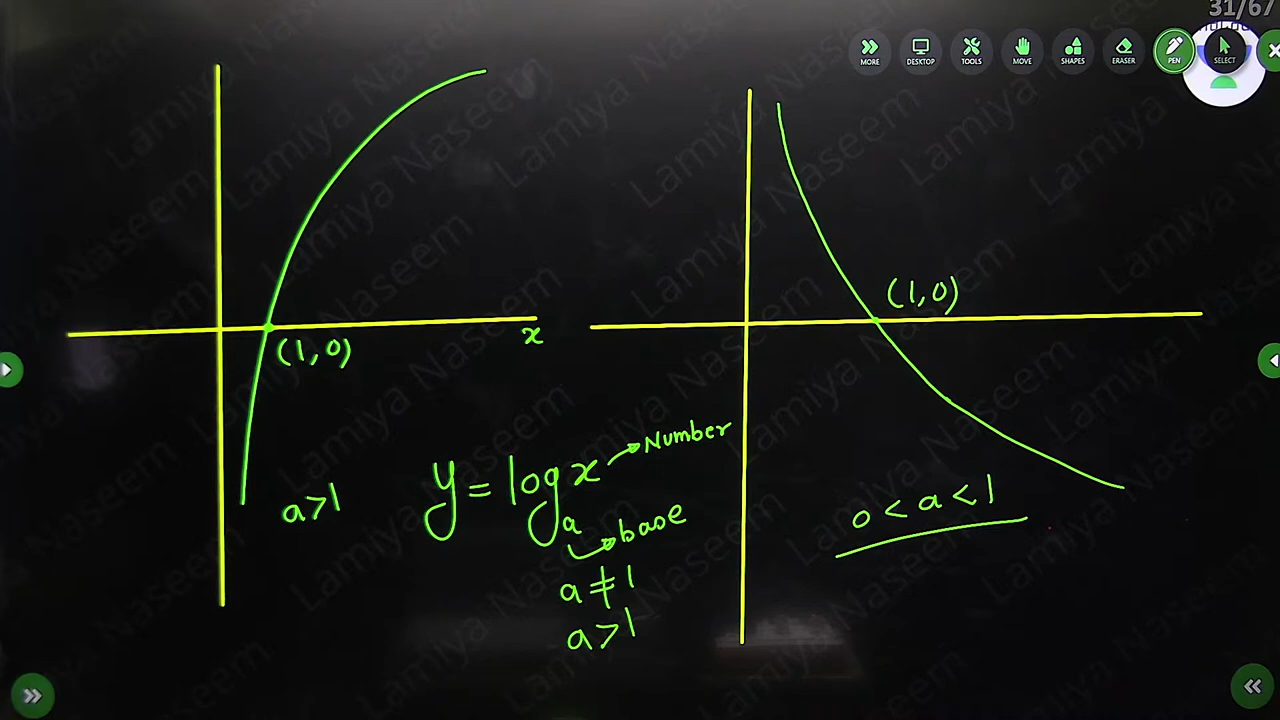 31/67
MORE DESKTOP TOOLS MOVE SHAPES ERASER PEN SELECT
(1,0)
x
(1,0)
a>1
y = logₐx → Number
base
a ≠ 1
a>1
0 < a < 1
Lamiya Naseem